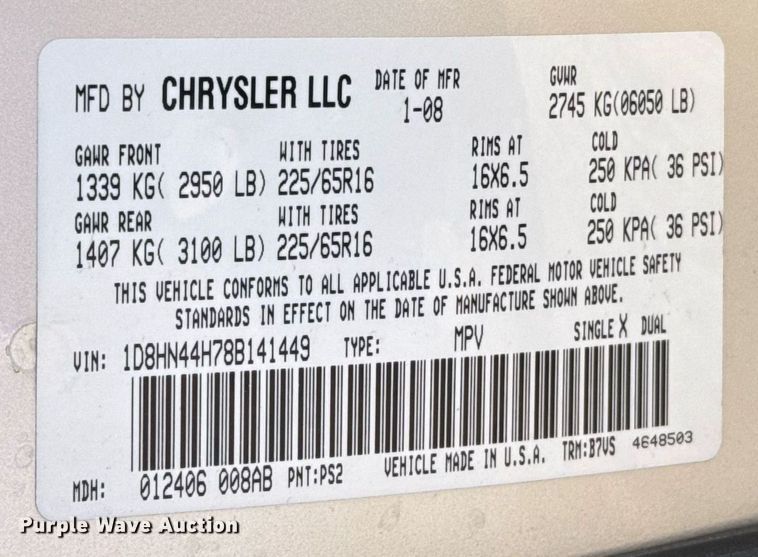 MFD BY CHRYSLER LLC DATE OF MFR GVWR
1-08 2745 KG(06050 LB)
GAWR FRONT WITH TIRES RIMS AT COLD
1339 KG( 2950 LB) 225/65R16 16X6.5 250 KPA( 36 PSI)
GAWR REAR WITH TIRES RIMS AT COLD
1407 KG( 3100 LB) 225/65R16 16X6.5 250 KPA( 36 PSI)
THIS VEHICLE CONFORMS TO ALL APPLICABLE U.S.A. FEDERAL MOTOR VEHICLE SAFETY
STANDARDS IN EFFECT ON THE DATE OF MANUFACTURE SHOWN ABOVE.
VIN: 1D8HN44H78B141449 TYPE: MPV SINGLE X DUAL
MDH: 012406 008AB PNT:PS2 VEHICLE MADE IN U.S.A. TRM:B7VS 4648503
Purple Wave Auction